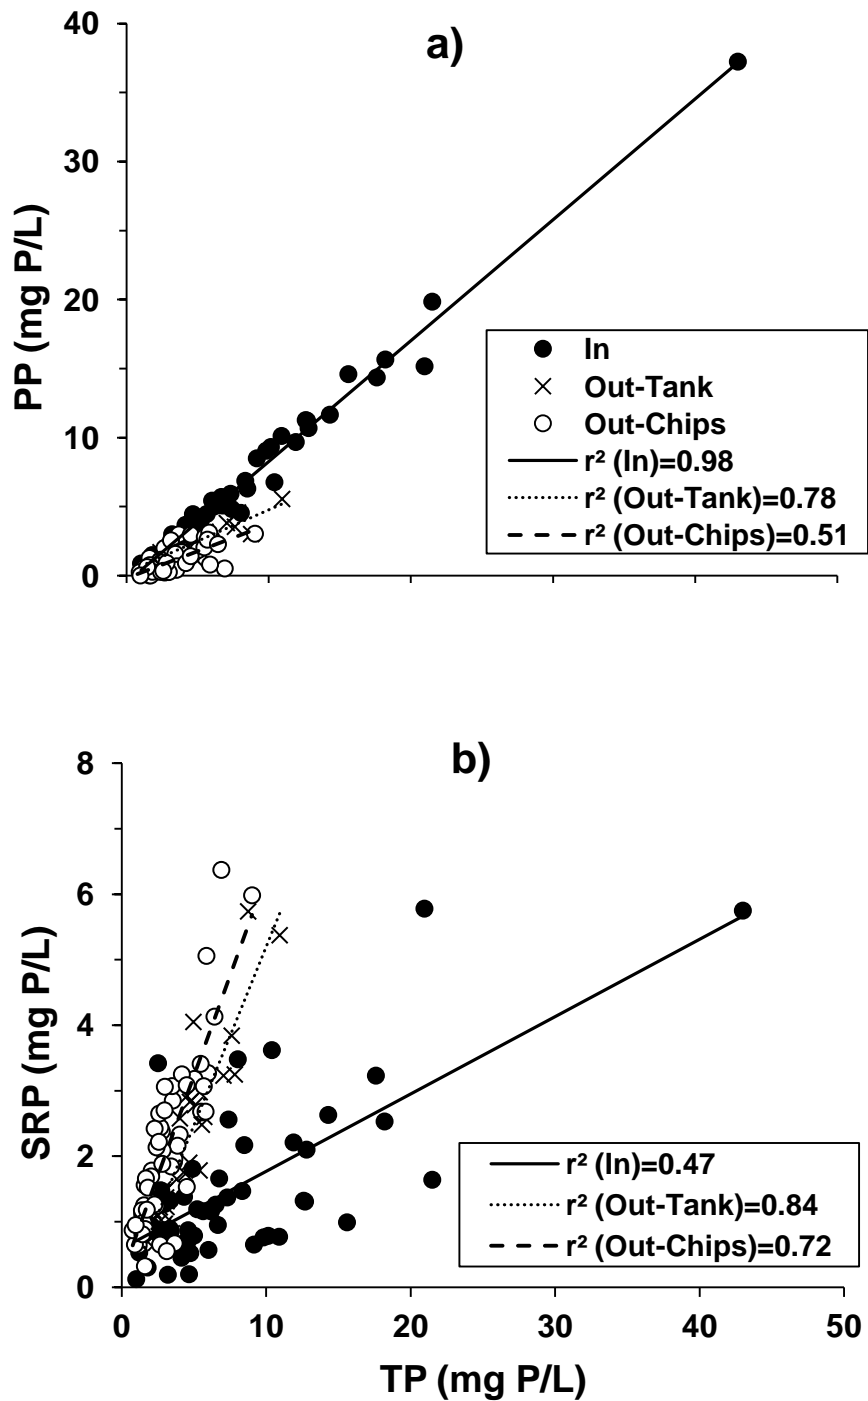 a)
40
30
20
10
0
PP (mg P/L)
In
Out-Tank
Out-Chips
r² (In)=0.98
r² (Out-Tank)=0.78
r² (Out-Chips)=0.51
b)
8
6
4
2
0
SRP (mg P/L)
r² (In)=0.47
r² (Out-Tank)=0.84
r² (Out-Chips)=0.72
0 10 20 30 40 50
TP (mg P/L)